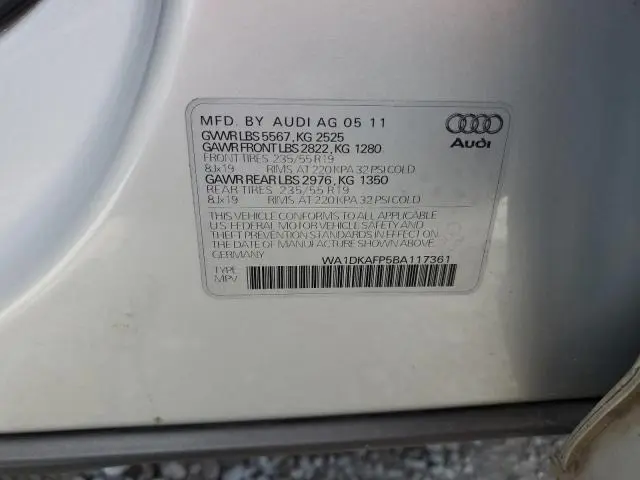 MFD. BY AUDI AG 05 11
GVWR LBS 5567, KG 2525
GAWR FRONT LBS 2822, KG 1280
FRONT TIRES 235/55 R19
8Jx19 RIMS AT 220 KPA 32 PSI COLD
GAWR REAR LBS 2976, KG 1350
REAR TIRES 235/55 R19
8Jx19 RIMS AT 220 KPA 32 PSI COLD
THIS VEHICLE CONFORMS TO ALL APPLICABLE
U.S. FEDERAL MOTOR VEHICLE SAFETY AND
THEFT PREVENTION STANDARDS IN EFFECT ON
THE DATE OF MANUFACTURE SHOWN ABOVE.
GERMANY
WA1DKAFP5BA117361
TYPE:
MPV
Audi